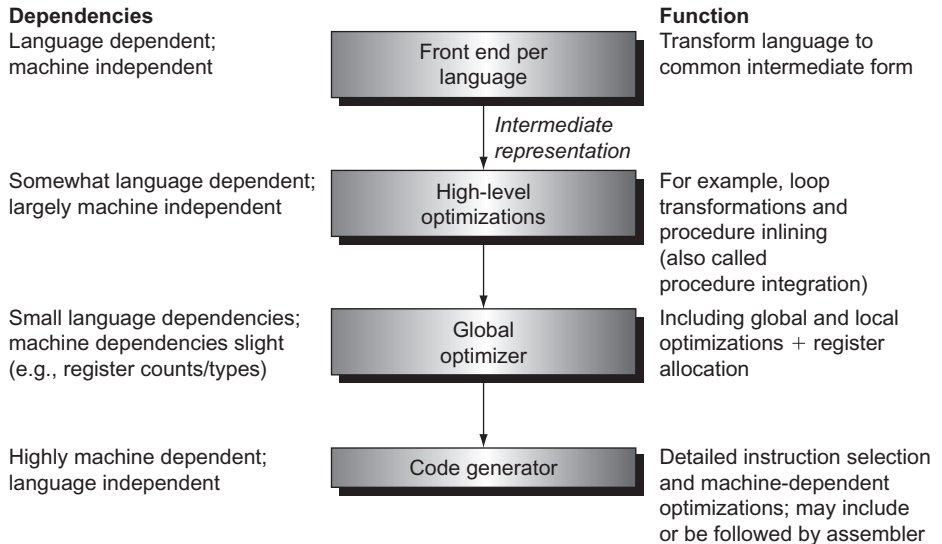 Dependencies
Language dependent;
machine independent
Front end per
language
Function
Transform language to
common intermediate form
Intermediate
representation
Somewhat language dependent;
largely machine independent
High-level
optimizations
For example, loop
transformations and
procedure inlining
(also called
procedure integration)
Small language dependencies;
machine dependencies slight
(e.g., register counts/types)
Global
optimizer
Including global and local
optimizations + register
allocation
Highly machine dependent;
language independent
Code generator
Detailed instruction selection
and machine-dependent
optimizations; may include
or be followed by assembler